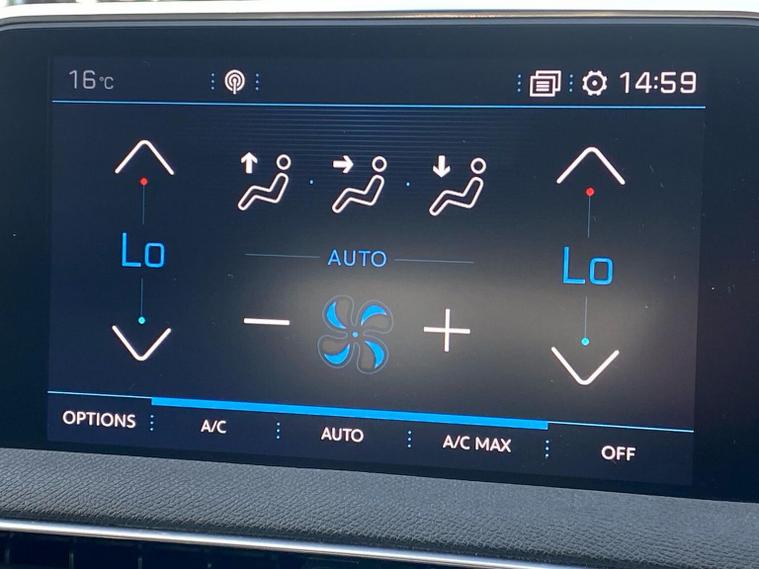 16°C
14:59
Lo
AUTO
Lo
OPTIONS
A/C
AUTO
A/C MAX
OFF